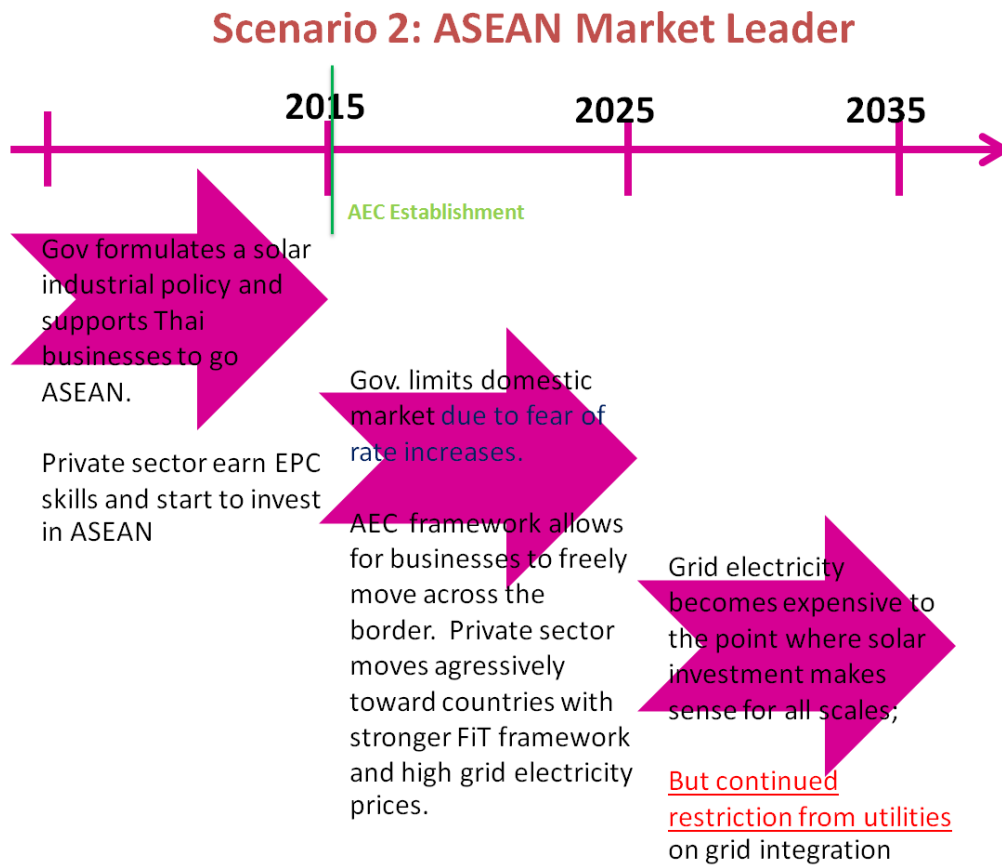 Scenario 2: ASEAN Market Leader
2015
2025
2035
AEC Establishment
Gov formulates a solar
industrial policy and
supports Thai
businesses to go
ASEAN.
Private sector earn EPC
skills and start to invest
in ASEAN
Gov. limits domestic
market due to fear of
rate increases.
AEC framework allows
for businesses to freely
move across the
border. Private sector
moves agressively
toward countries with
stronger FiT framework
and high grid electricity
prices.
Grid electricity
becomes expensive to
the point where solar
investment makes
sense for all scales;
But continued
restriction from utilities
on grid integration